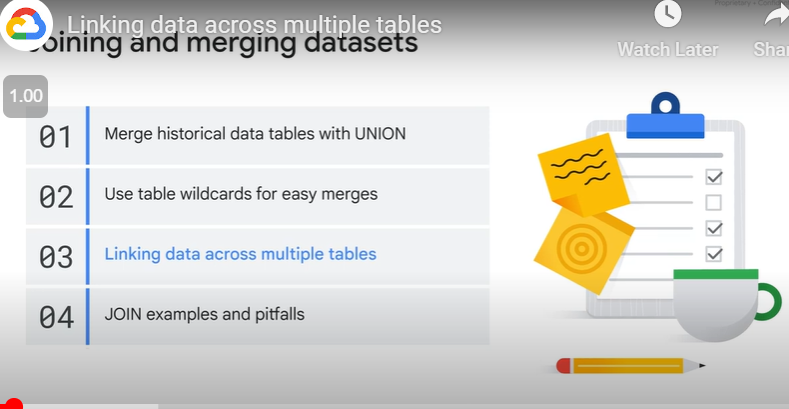 Linking data across multiple tables
Joining and merging datasets
Watch Later
Shar
1.00
01
Merge historical data tables with UNION
02
Use table wildcards for easy merges
03
Linking data across multiple tables
04
JOIN examples and pitfalls